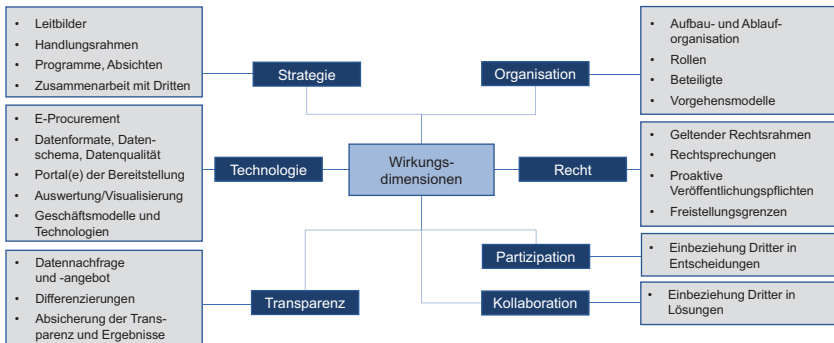 • Leitbilder
• Handlungsrahmen
• Programme, Absichten
• Zusammenarbeit mit Dritten
Strategie
Organisation
• Aufbau- und Ablauf-
organisation
• Rollen
• Beteiligte
• Vorgehensmodelle
• E-Procurement
• Datenformate, Daten-
schema, Datenqualität
• Portal(e) der Bereitstellung
• Auswertung/Visualisierung
• Geschäftsmodelle und
Technologien
Technologie
Wirkungs-
dimensionen
Recht
• Geltender Rechtsrahmen
• Rechtsprechungen
• Proaktive
Veröffentlichungspflichten
• Freistellungsgrenzen
• Datennachfrage
und -angebot
• Differenzierungen
• Absicherung der Trans-
parenz und Ergebnisse
Transparenz
Partizipation
• Einbeziehung Dritter in
Entscheidungen
Kollaboration
• Einbeziehung Dritter in
Lösungen